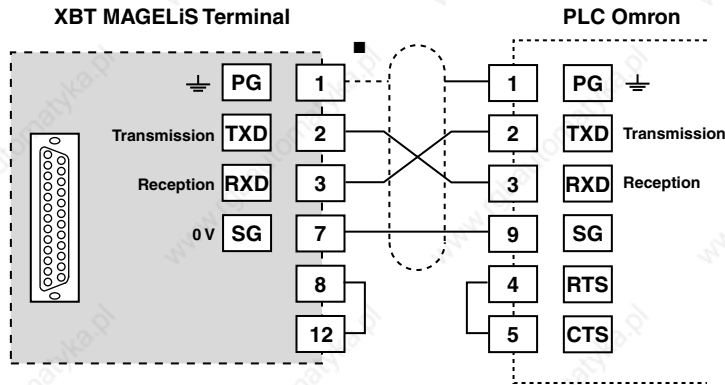 XBT MAGELiS Terminal PLC Omron
PG 1 1 PG
Transmission TXD 2 2 TXD Transmission
Reception RXD 3 3 RXD Reception
0 V SG 7 9 SG
8 4 RTS
12 5 CTS